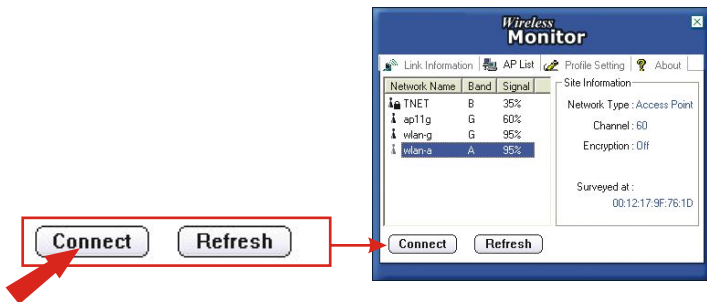 Wireless
Monitor
Link Information AP List Profile Setting ? About
Network Name Band Signal
TNET B 35%
ap11g G 60%
wlan-g G 95%
wlan-a A 95%
Site Information
Network Type : Access Point
Channel : 60
Encryption : Off
Surveyed at :
00:12:17:9F:76:1D
Connect Refresh
Connect Refresh